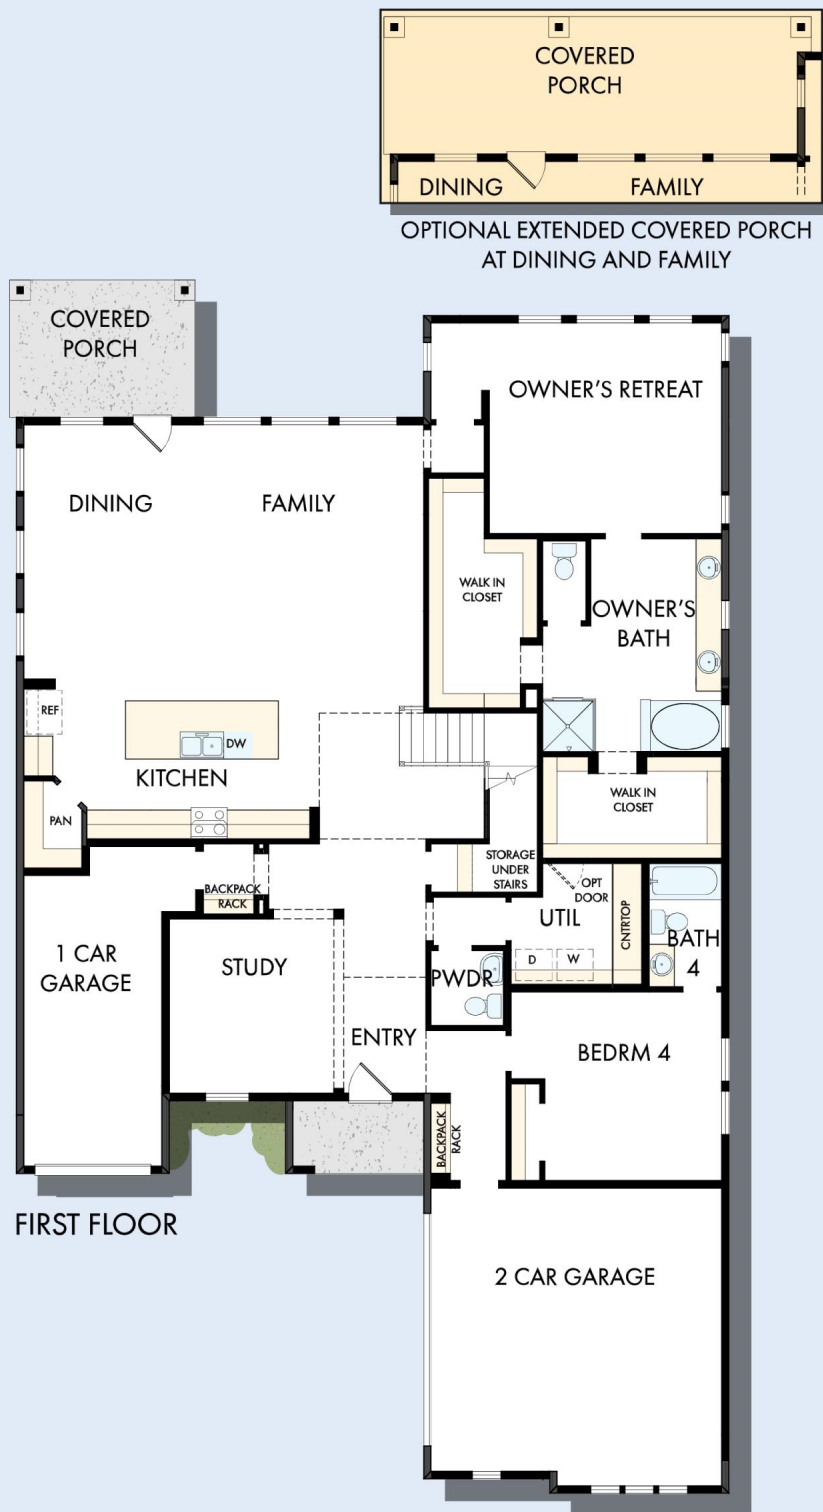 COVERED
PORCH
DINING
FAMILY
OPTIONAL EXTENDED COVERED PORCH
AT DINING AND FAMILY
COVERED
PORCH
OWNER'S RETREAT
DINING
FAMILY
WALK IN
CLOSET
OWNER'S
BATH
REF
DW
KITCHEN
PAN
WALK IN
CLOSET
STORAGE
UNDER
STAIRS
BACKPACK
RACK
OPT
DOOR
UTIL
CNTRTOP
D
W
BATH
4
1 CAR
GARAGE
STUDY
PWDR
ENTRY
BEDRM 4
BACKPACK
RACK
FIRST FLOOR
2 CAR GARAGE